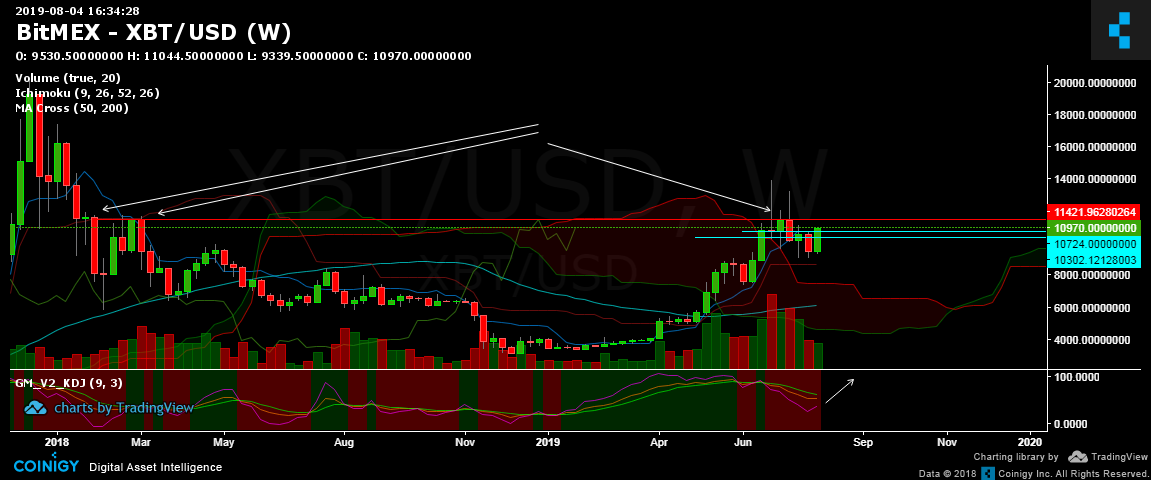 2019-08-04 16:34:28
BitMEX - XBT/USD (W)
O: 9530.50000000 H: 11044.50000000 L: 9339.50000000 C: 10970.00000000
Volume (true, 20)
Ichimoku (9, 26, 52, 26)
MA Cross (50, 200)
XBT/USD, W
XBT/USD
20000.00000000
18000.00000000
16000.00000000
14000.00000000
11421.96280264
10970.00000000
10724.00000000
10302.12128003
8000.00000000
6000.00000000
4000.00000000
GM_V2_KDJ (9, 3)
100.0000
0.0000
charts by TradingView
2018 Mar May Aug Nov 2019 Apr Jun Sep Nov 2020
COINIGY Digital Asset Intelligence
Charting library by TradingView
Data © 2018 Coinigy Inc. All Rights Reserved.